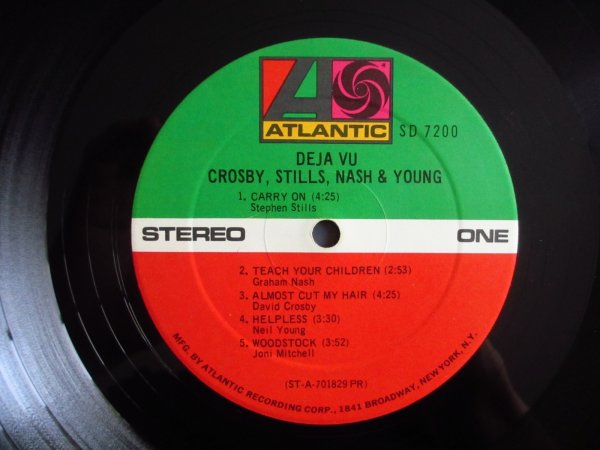 ATLANTIC
SD 7200
DEJA VU
CROSBY, STILLS, NASH & YOUNG
1. CARRY ON (4:25)
Stephen Stills
STEREO
ONE
2. TEACH YOUR CHILDREN (2:53)
Graham Nash
3. ALMOST CUT MY HAIR (4:25)
David Crosby
4. HELPLESS (3:30)
Neil Young
5. WOODSTOCK (3:52)
Joni Mitchell
(ST-A-701829 PR)
MFG. BY ATLANTIC RECORDING CORP., 1841 BROADWAY, NEW YORK, N.Y.